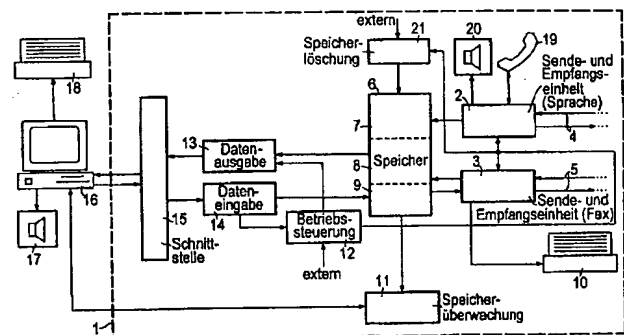 extern
21
20
19
Speicher-
löschung
Sende- und
Empfangs-
einheit
(Sprache)
18
6
2
4
7
13
Daten-
ausgabe
Speicher
8
3
5
16
9
Daten-
eingabe
14
Sende- und
Empfangseinheit (Fax)
15
Betriebs-
steuerung
12
17
Schnitt-
stelle
extern
10
11
Speicher-
überwachung
1